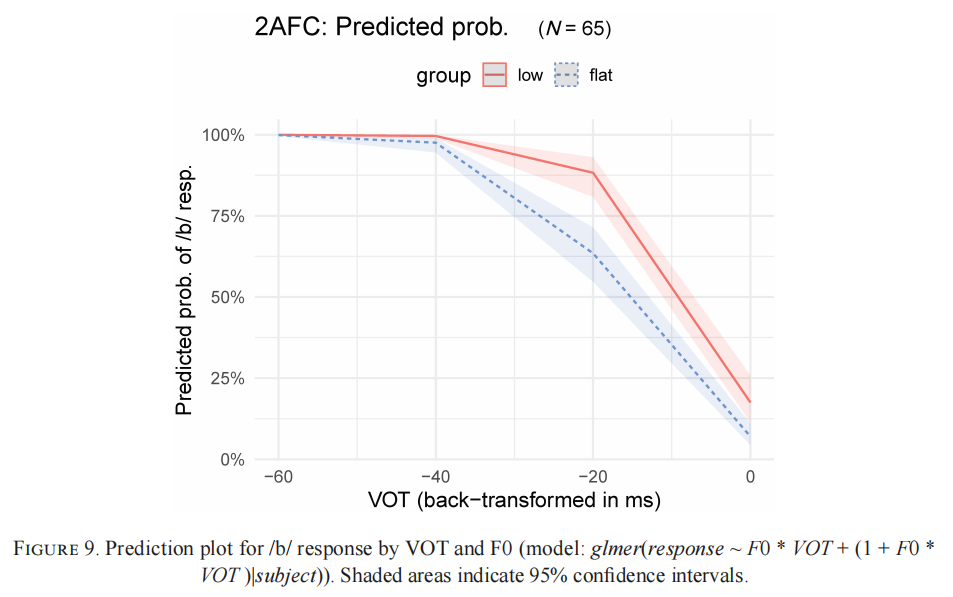 2AFC: Predicted prob. (N = 65)
group low flat
100%
75%
50%
25%
0%
Predicted prob. of /b/ resp.
−60 −40 −20 0
VOT (back−transformed in ms)
FIGURE 9. Prediction plot for /b/ response by VOT and F0 (model: glmer(response ~ F0 * VOT + (1 + F0 *
VOT )|subject)). Shaded areas indicate 95% confidence intervals.